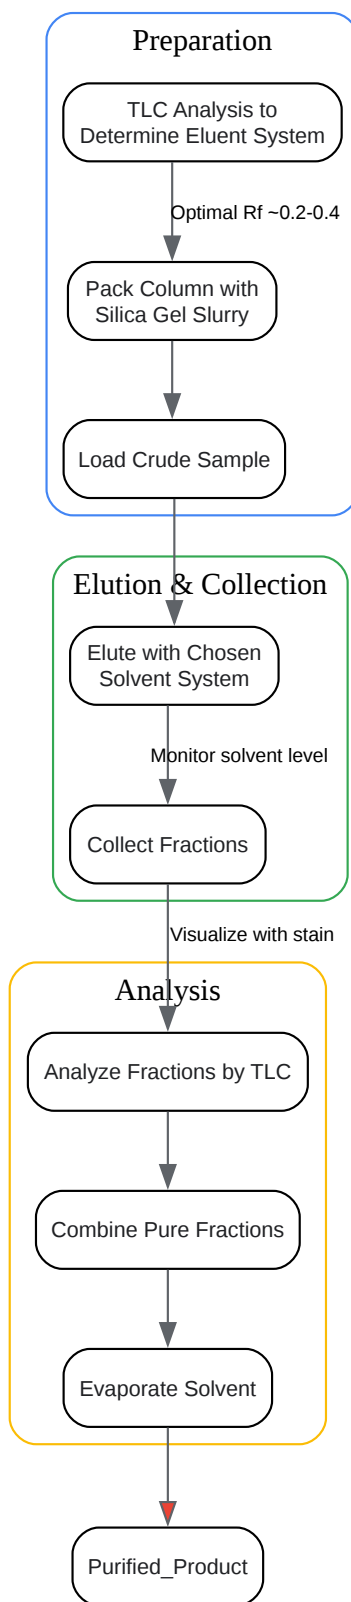 Preparation
TLC Analysis to
Determine Eluent System
Optimal Rf ~0.2-0.4
Pack Column with
Silica Gel Slurry
Load Crude Sample
Elution & Collection
Elute with Chosen
Solvent System
Monitor solvent level
Collect Fractions
Visualize with stain
Analysis
Analyze Fractions by TLC
Combine Pure Fractions
Evaporate Solvent
Purified_Product